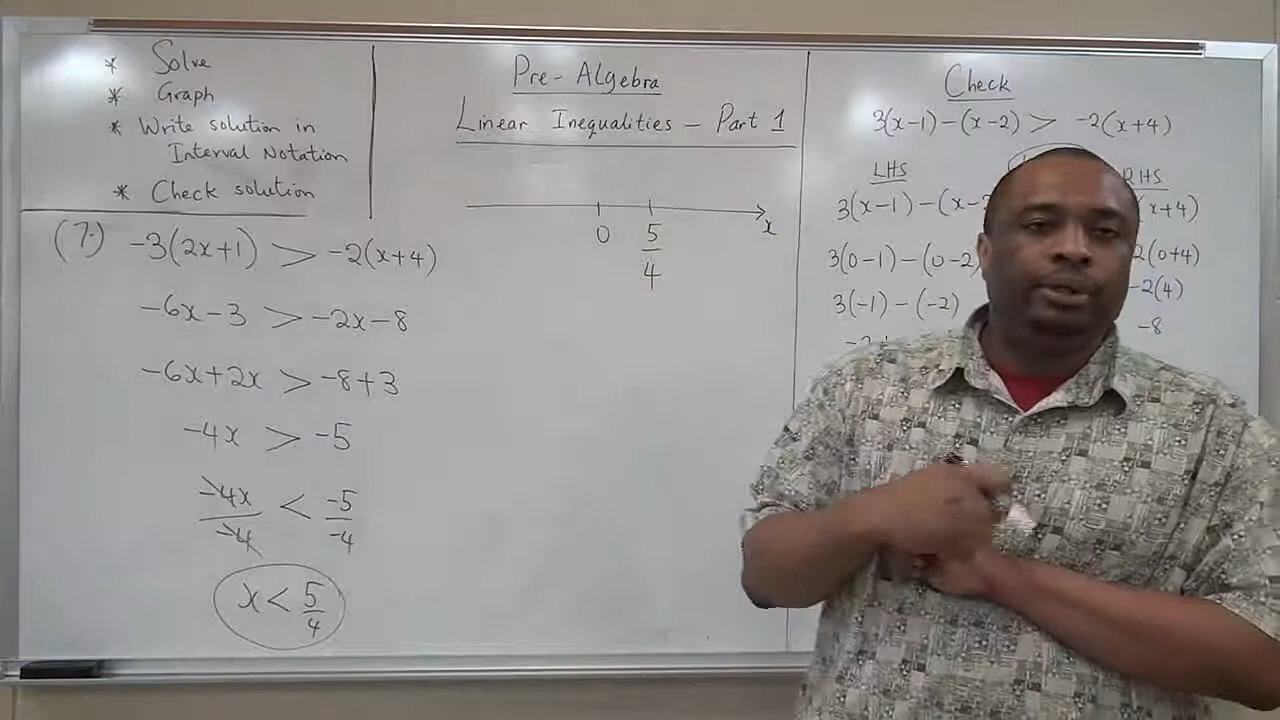 * Solve
* Graph
* Write solution in
Interval Notation
* Check solution
Pre-Algebra
Linear Inequalities - Part 1
(7.) -3(2x+1) > -2(x+4)
-6x-3 > -2x-8
-6x+2x > -8+3
-4x > -5
-4x/-4 < -5/-4
x < 5/4
0 5/4 x
Check
3(x-1)-(x-2) > -2(x+4)
LHS RHS
3(x-1)-(x-2 (x+4)
3(0-1)-(0-2) 2(0+4)
3(-1)-(-2) -2(4)
-8